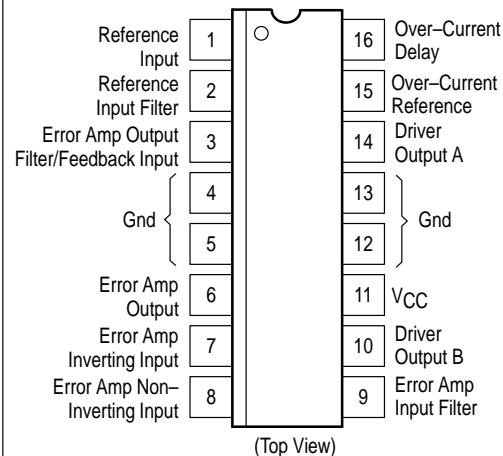 Reference
Input
1
16
Over–Current
Delay
Reference
Input Filter
2
15
Over–Current
Reference
Error Amp Output
Filter/Feedback Input
3
14
Driver
Output A
4
13
Gnd
Gnd
5
12
Error Amp
Output
6
11
VCC
Error Amp
Inverting Input
7
10
Driver
Output B
Error Amp Non–
Inverting Input
8
9
Error Amp
Input Filter
(Top View)